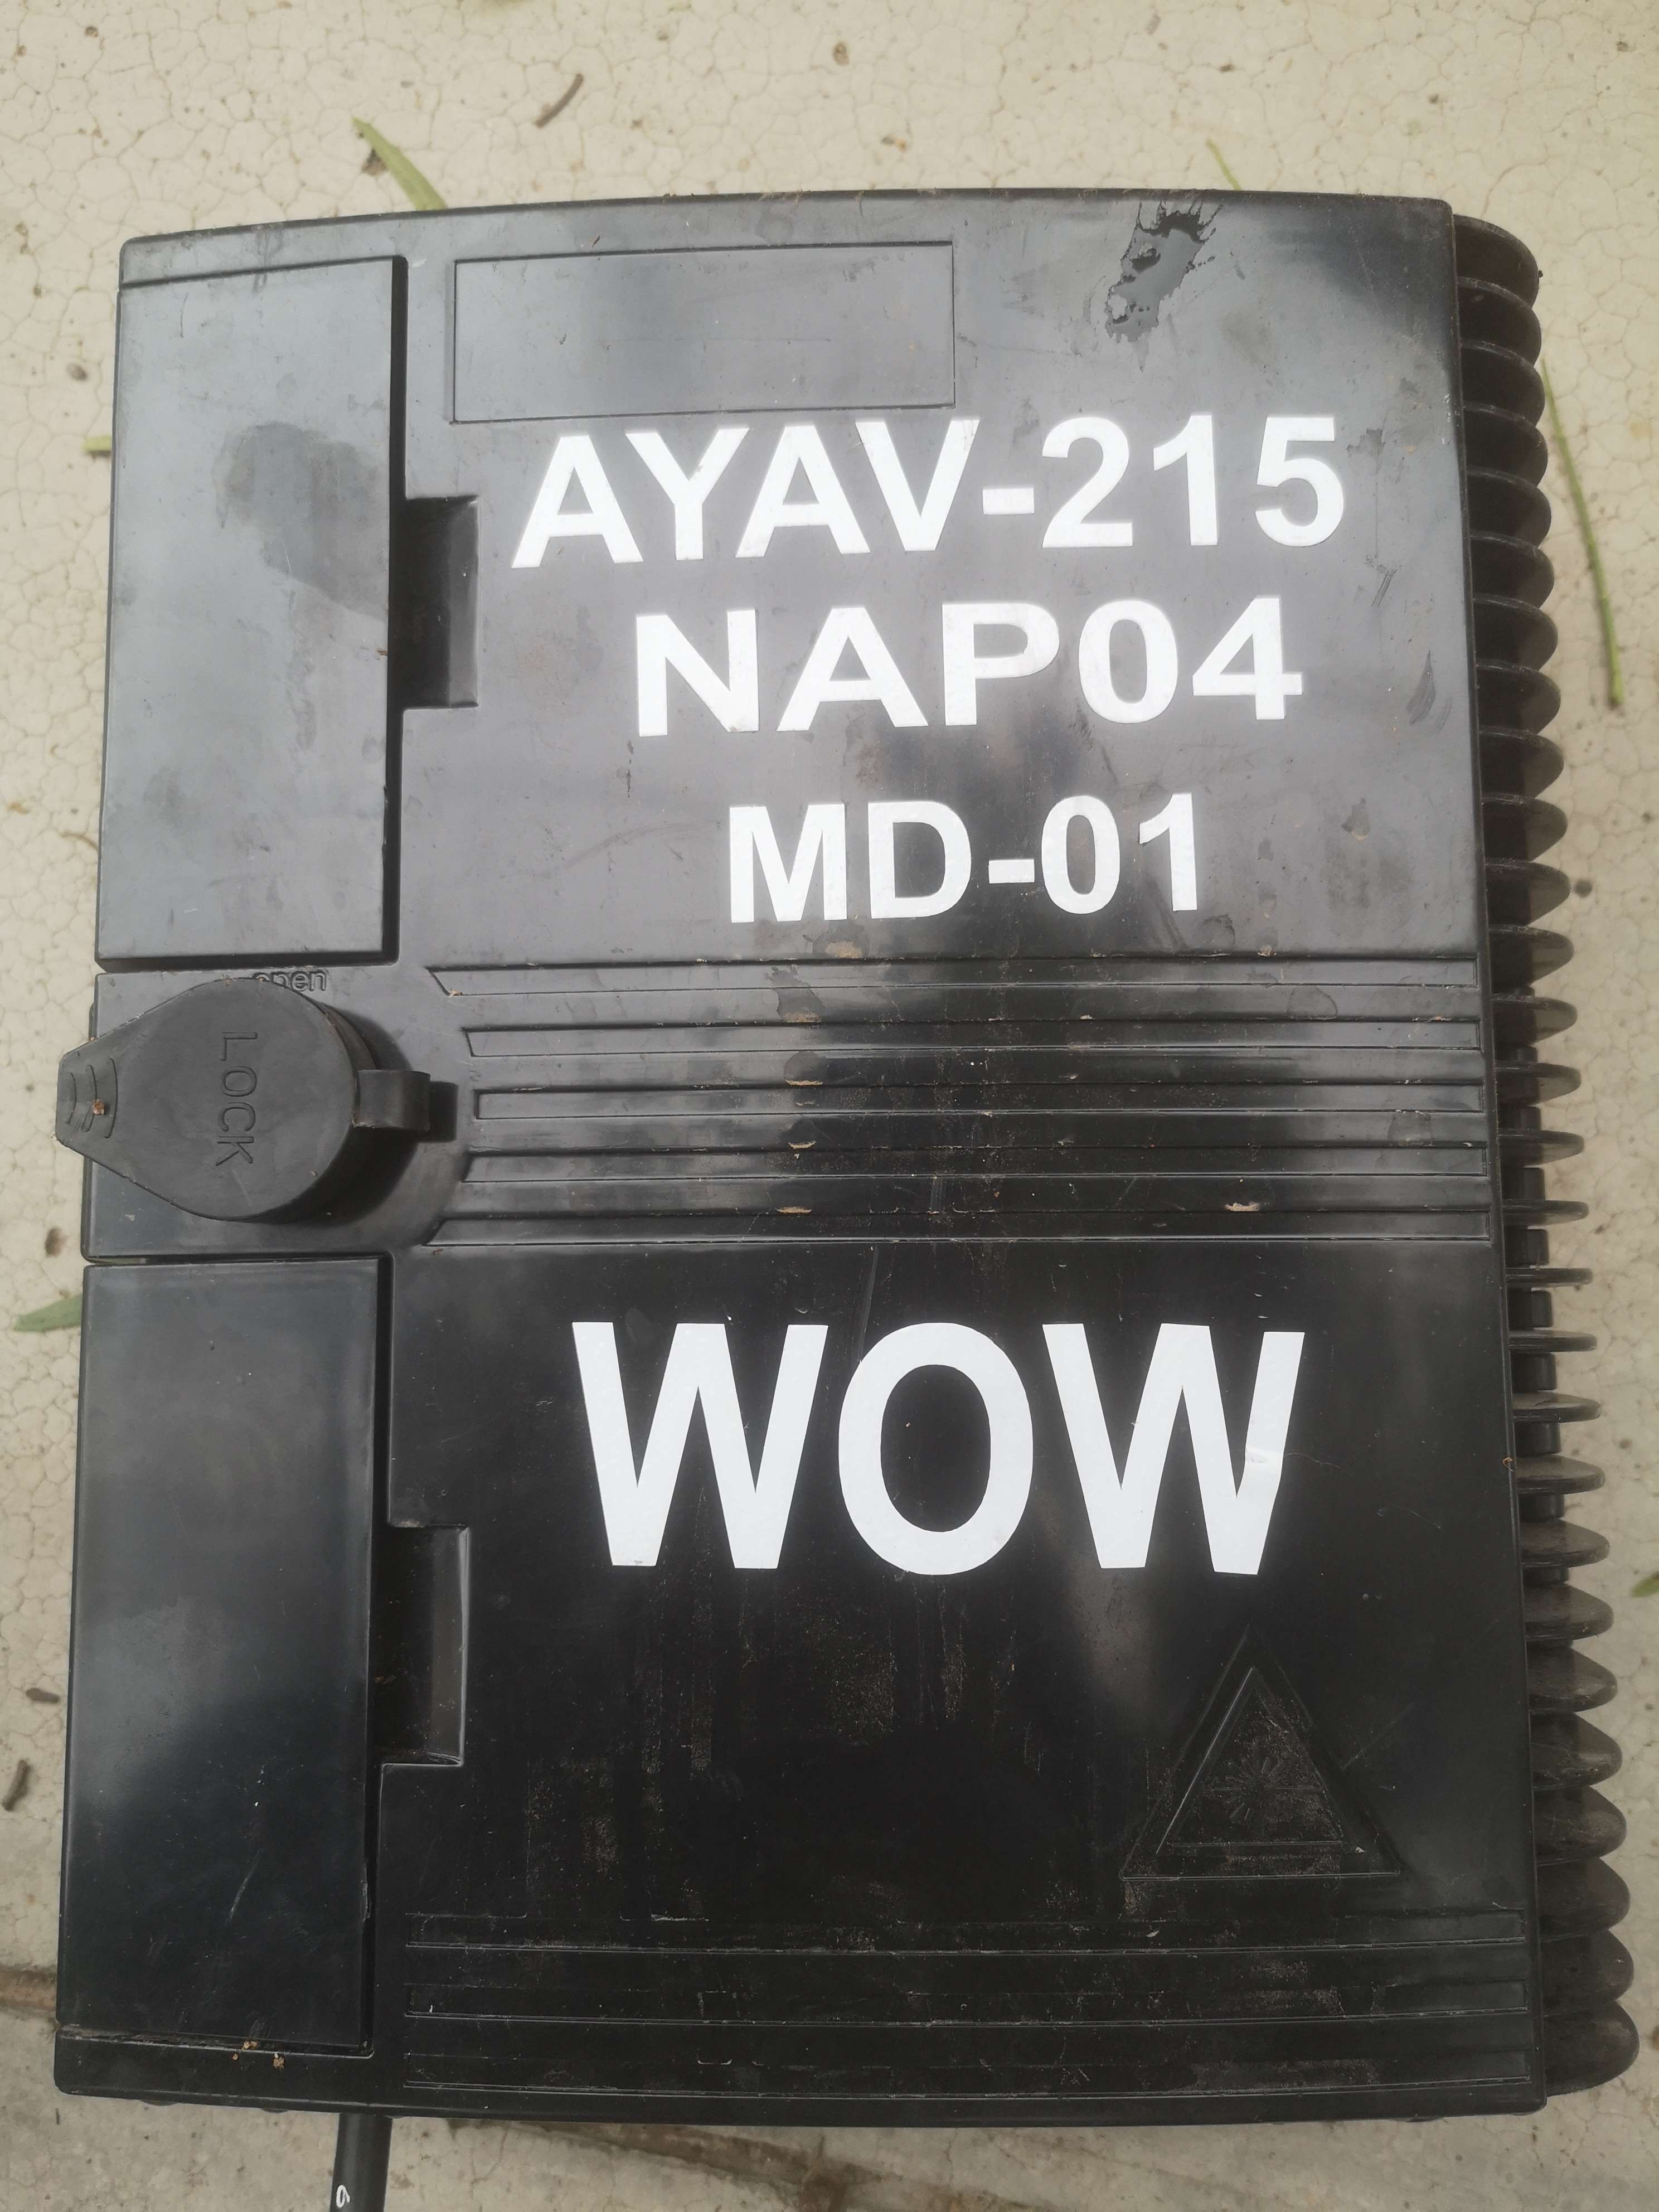 AYAV-215
NAP04
MD-01
open
LOCK
WOW